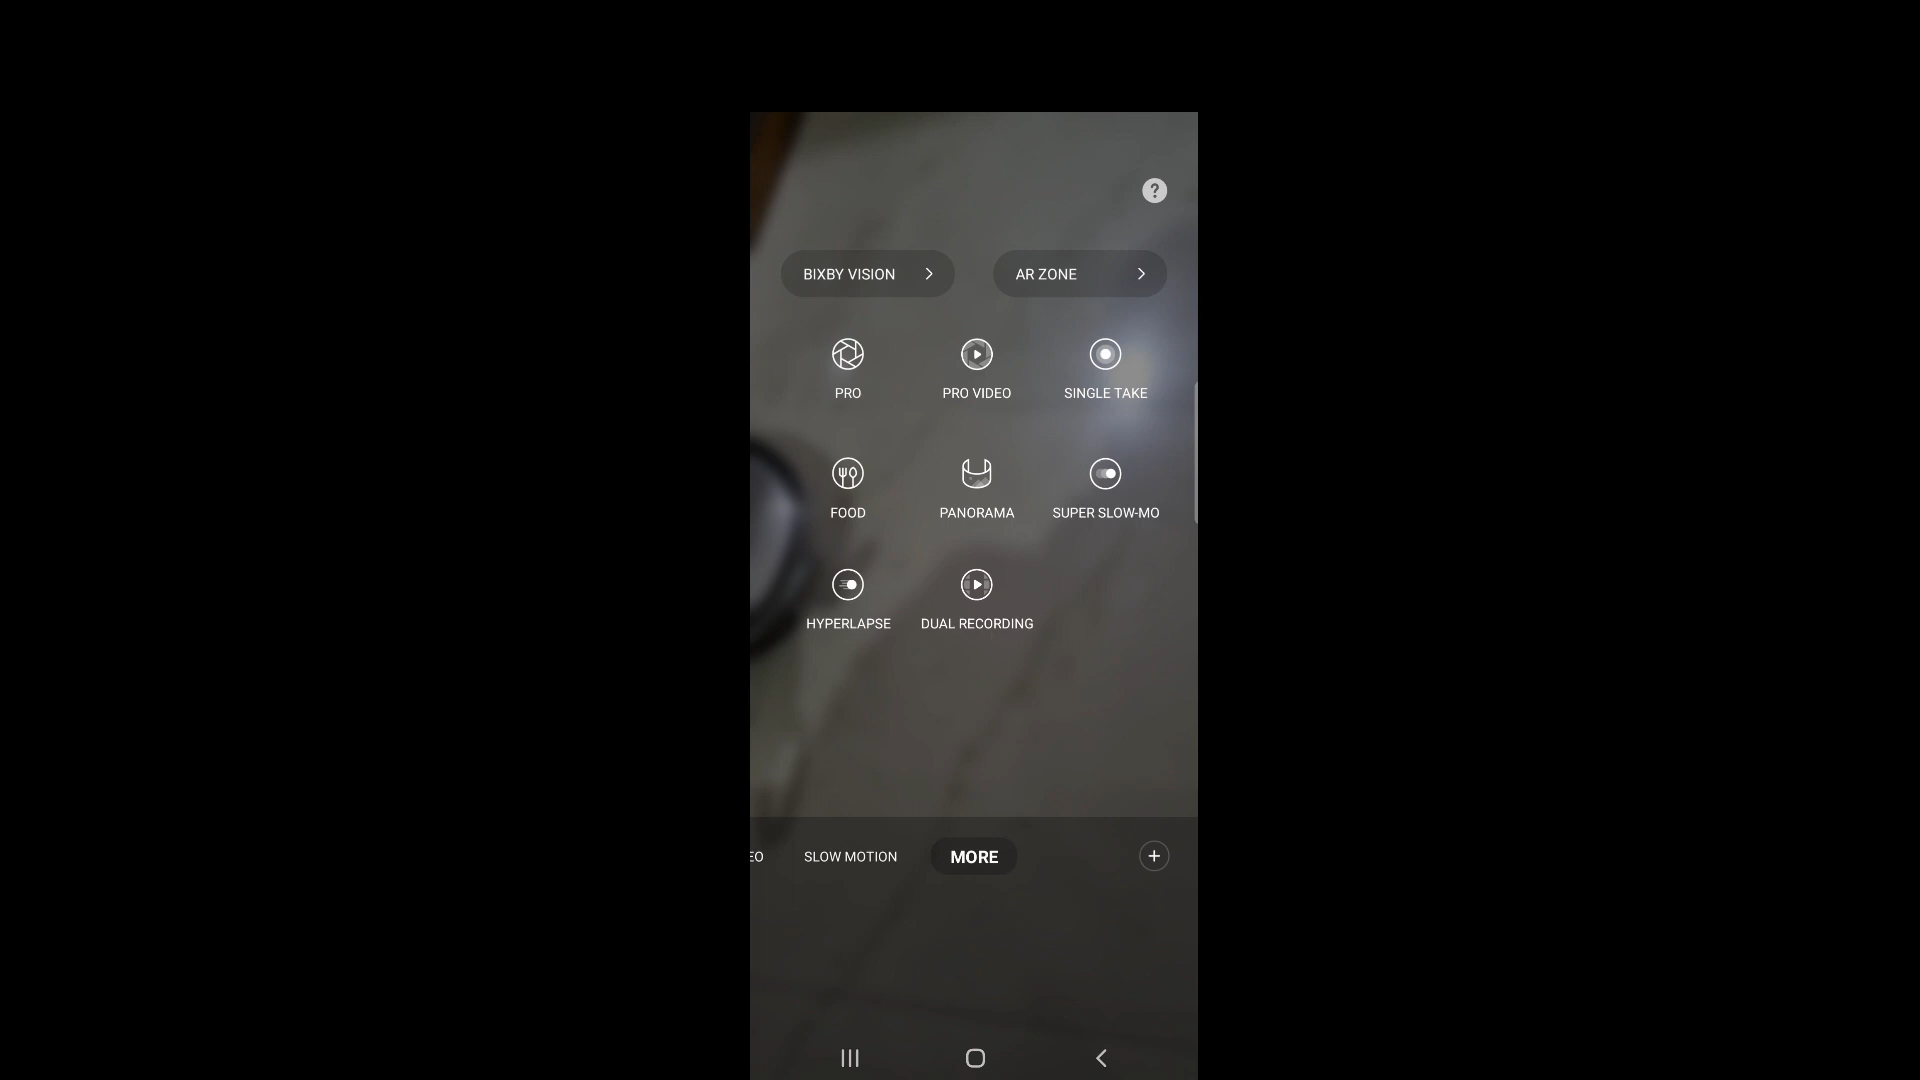 BIXBY VISION
AR ZONE
PRO
PRO VIDEO
SINGLE TAKE
FOOD
PANORAMA
SUPER SLOW-MO
HYPERLAPSE
DUAL RECORDING
EO
SLOW MOTION
MORE